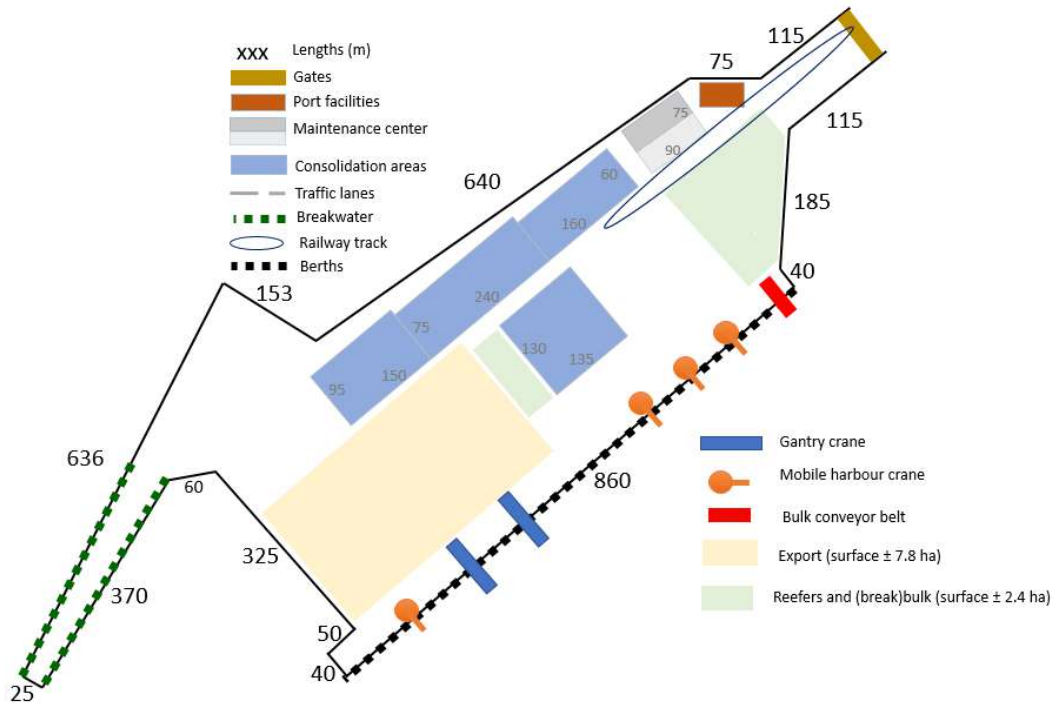 XXX Lengths (m)
Gates
Port facilities
Maintenance center
Consolidation areas
Traffic lanes
Breakwater
Railway track
Berths
115
75
115
75
90
640
60
185
160
40
153
240
75
130
135
95
150
636
60
860
325
370
50
40
25
Gantry crane
Mobile harbour crane
Bulk conveyor belt
Export (surface ± 7.8 ha)
Reefers and (break)bulk (surface ± 2.4 ha)